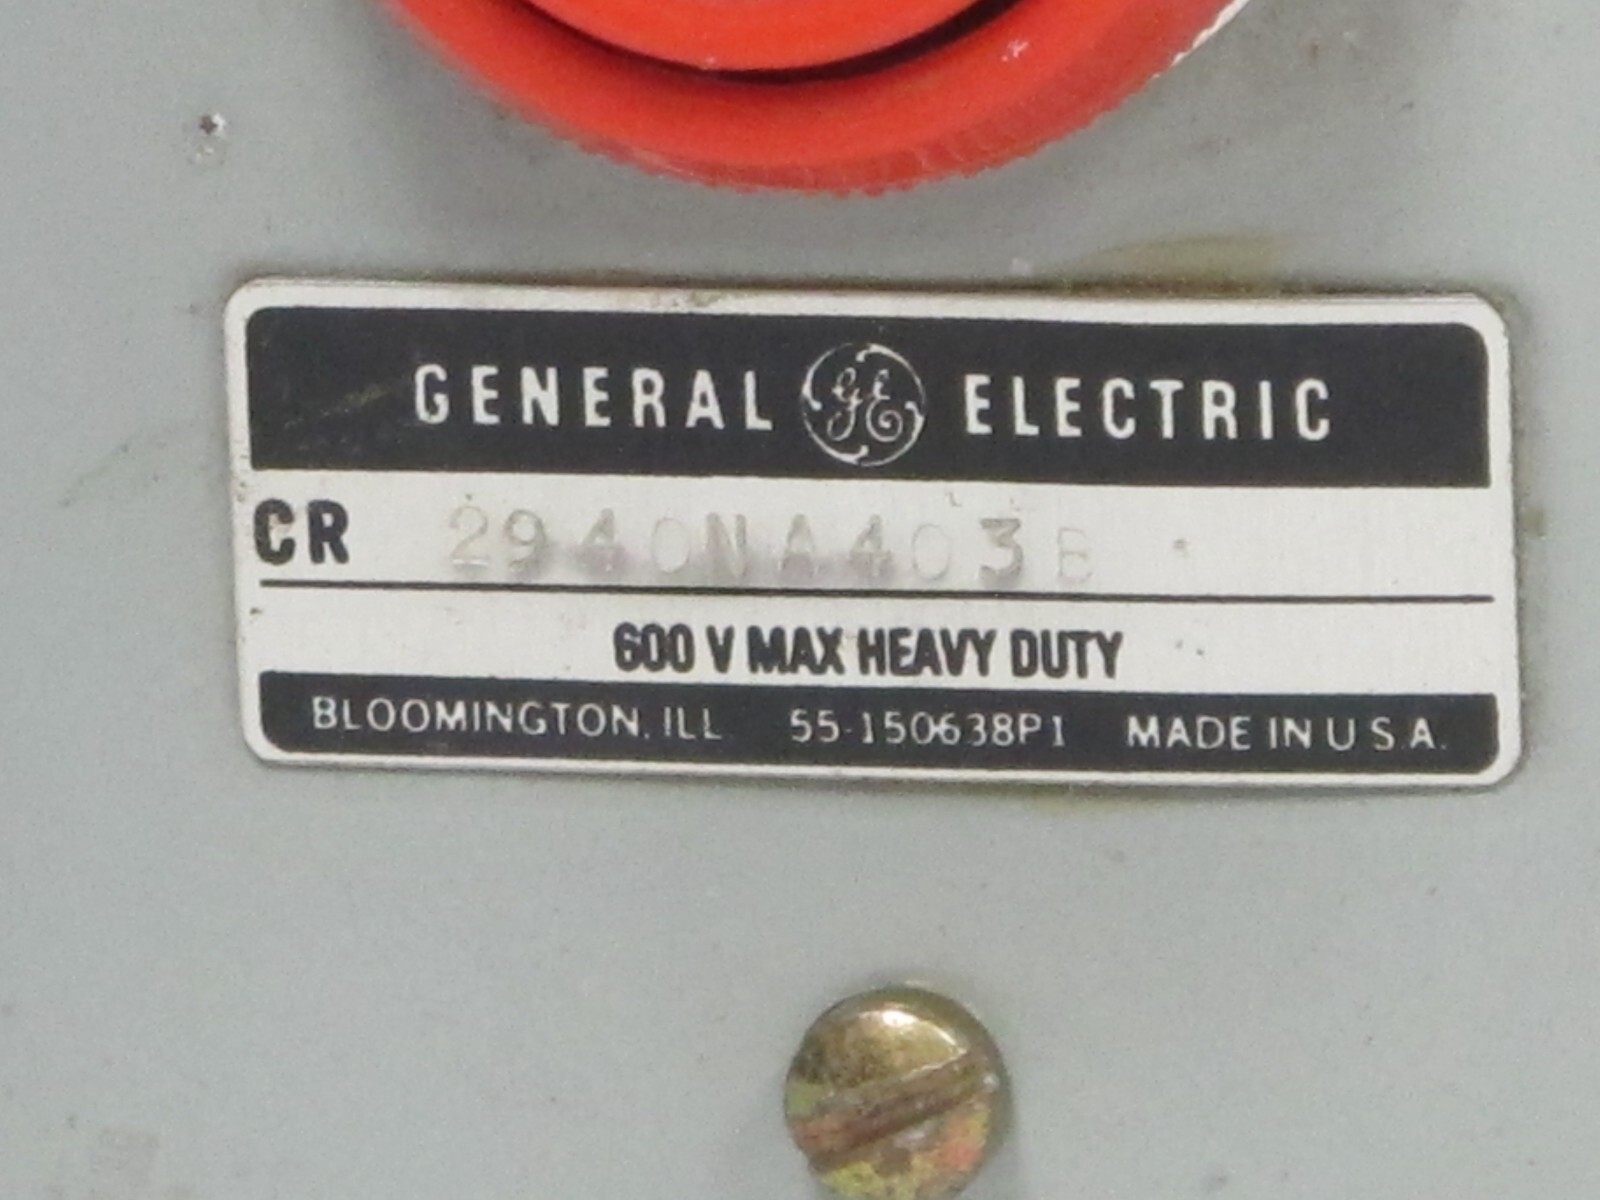 GENERAL GE ELECTRIC
CR 2940NA403B
600 V MAX HEAVY DUTY
BLOOMINGTON, ILL 55-150638P1 MADE IN U.S.A.